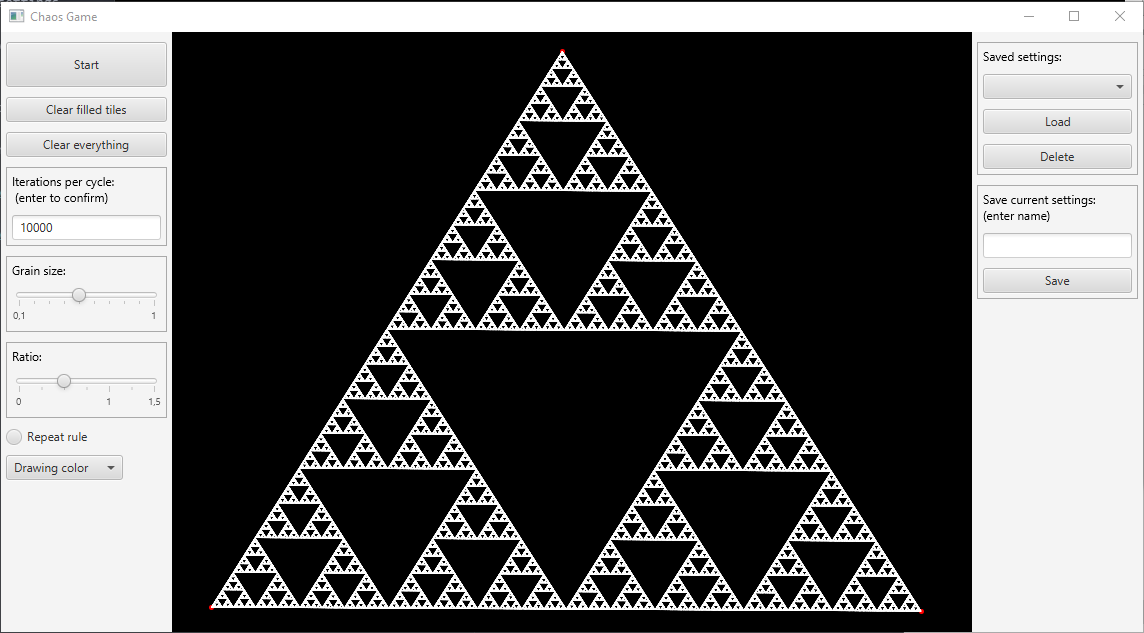 Chaos Game
Start
Clear filled tiles
Clear everything
Iterations per cycle:
(enter to confirm)
10000
Grain size:
0,1 1
Ratio:
0 1 1,5
Repeat rule
Drawing color
Saved settings:
Load
Delete
Save current settings:
(enter name)
Save